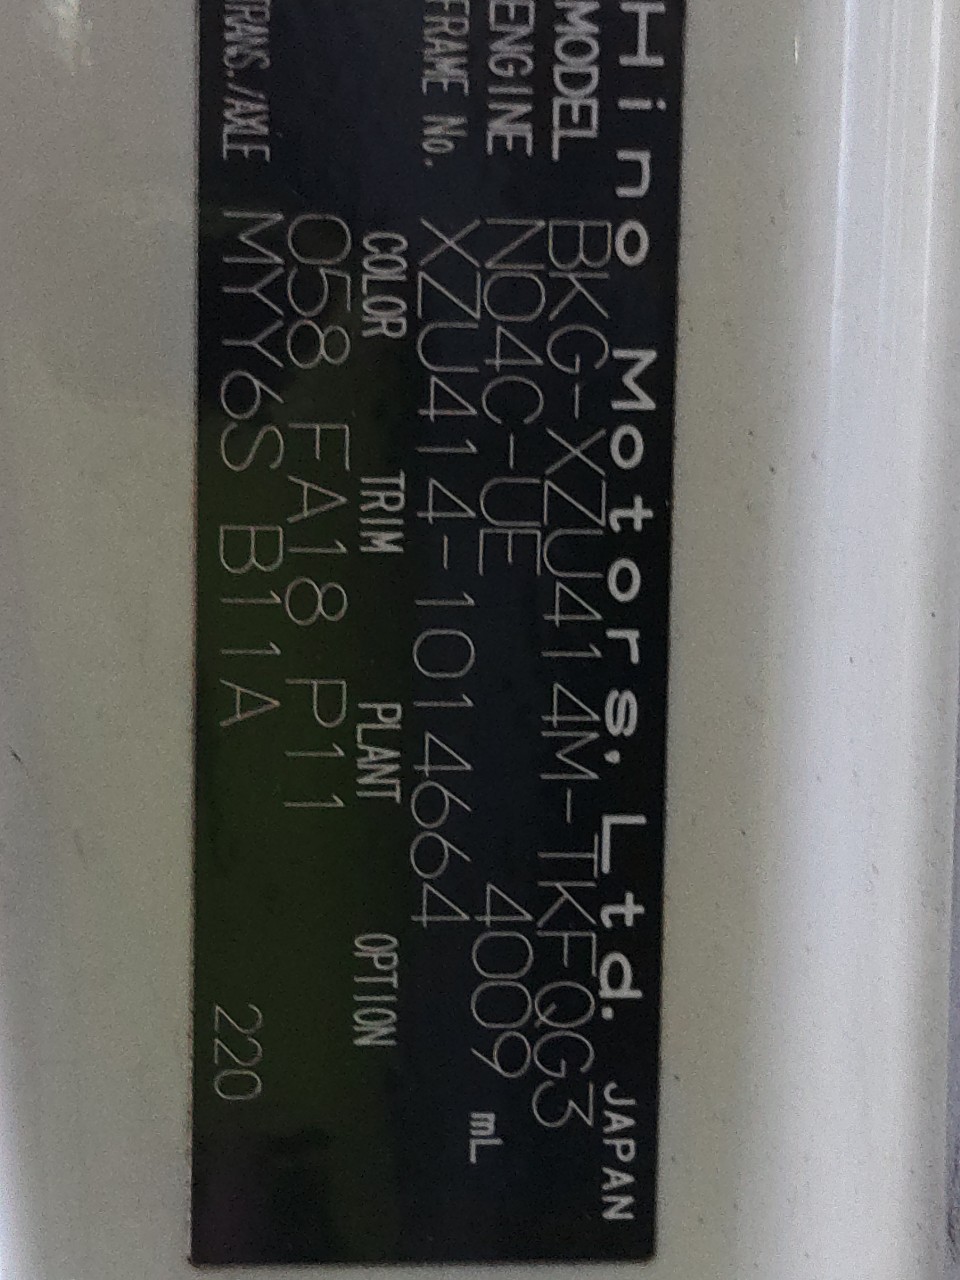 Hino Motors, Ltd. JAPAN
MODEL BKG-XZU414M-TKFQG3
ENGINE N04C-UE 4009 mL
FRAME No. XZU414-1014664
COLOR TRIM PLANT OPTION
058 FA18 P11
TRANS./AXLE MYY6S B11A 220